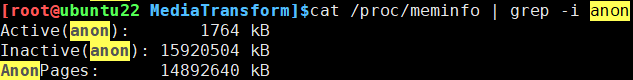 [root@ubuntu22 MediaTransform]$cat /proc/meminfo | grep -i anon
Active(anon):       1764 kB
Inactive(anon): 15920504 kB
AnonPages:      14892640 kB